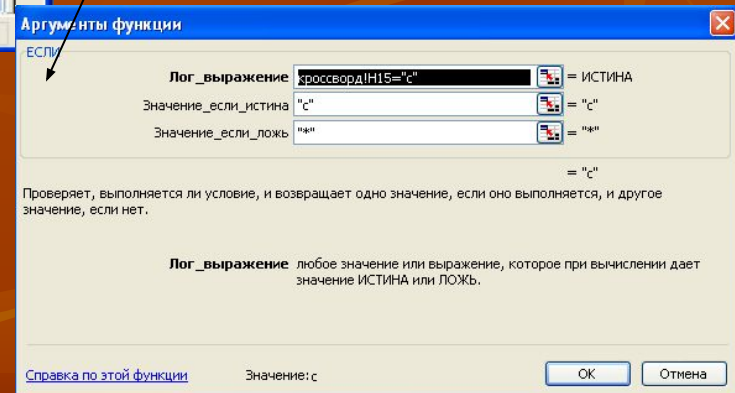 Аргументы функции
ЕСЛИ
Лог_выражение кроссворд!H15="с" = ИСТИНА
Значение_если_истина "с" = "с"
Значение_если_ложь "*" = "*"
= "с"
Проверяет, выполняется ли условие, и возвращает одно значение, если оно выполняется, и другое
значение, если нет.
Лог_выражение любое значение или выражение, которое при вычислении дает
значение ИСТИНА или ЛОЖЬ.
Справка по этой функции Значение:с OK Отмена